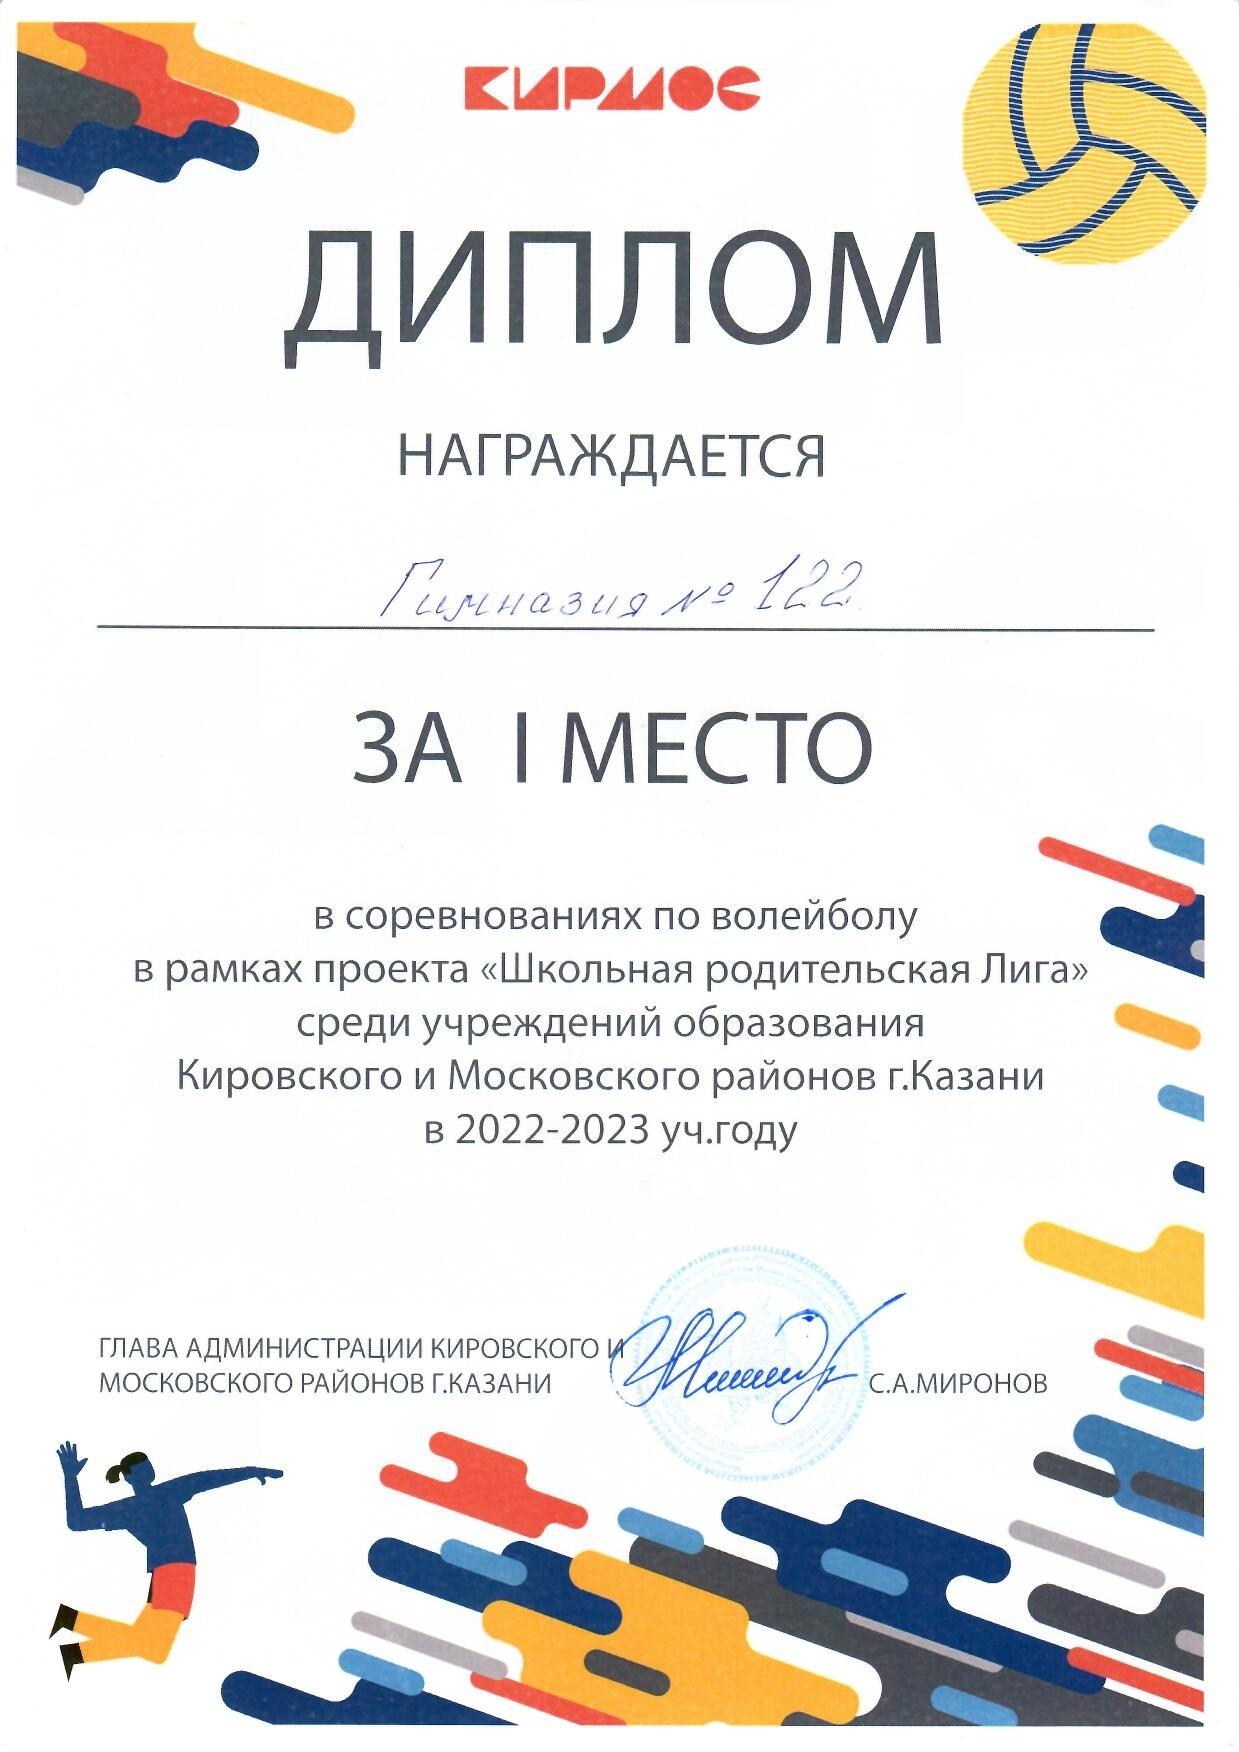 КИРМОС
ДИПЛОМ
НАГРАЖДАЕТСЯ
Гимназия № 122
ЗА I МЕСТО
в соревнованиях по волейболу
в рамках проекта «Школьная родительская Лига»
среди учреждений образования
Кировского и Московского районов г.Казани
в 2022-2023 уч.году
ГЛАВА АДМИНИСТРАЦИИ КИРОВСКОГО И
МОСКОВСКОГО РАЙОНОВ Г.КАЗАНИ
С.А.МИРОНОВ